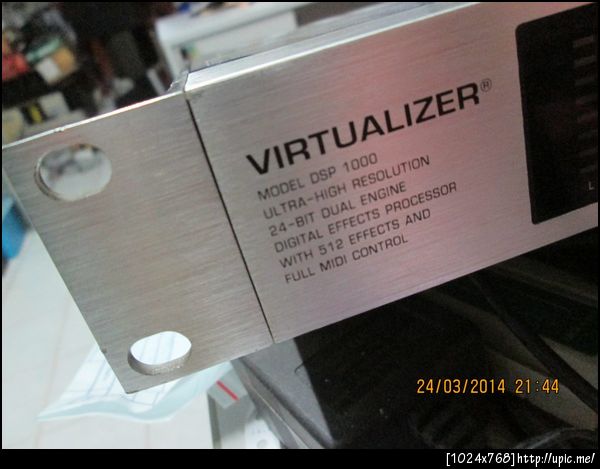 VIRTUALIZER®
MODEL DSP 1000
ULTRA-HIGH RESOLUTION
24-BIT DUAL ENGINE
DIGITAL EFFECTS PROCESSOR
WITH 512 EFFECTS AND
FULL MIDI CONTROL
L
24/03/2014 21:44
[1024x768]http://upic.me/